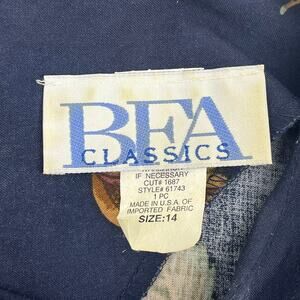 BFA
CLASSICS
IF NECESSARY
CUT# 1687
STYLE# 61743
1 PC
MADE IN U.S.A. OF
IMPORTED FABRIC
SIZE:14